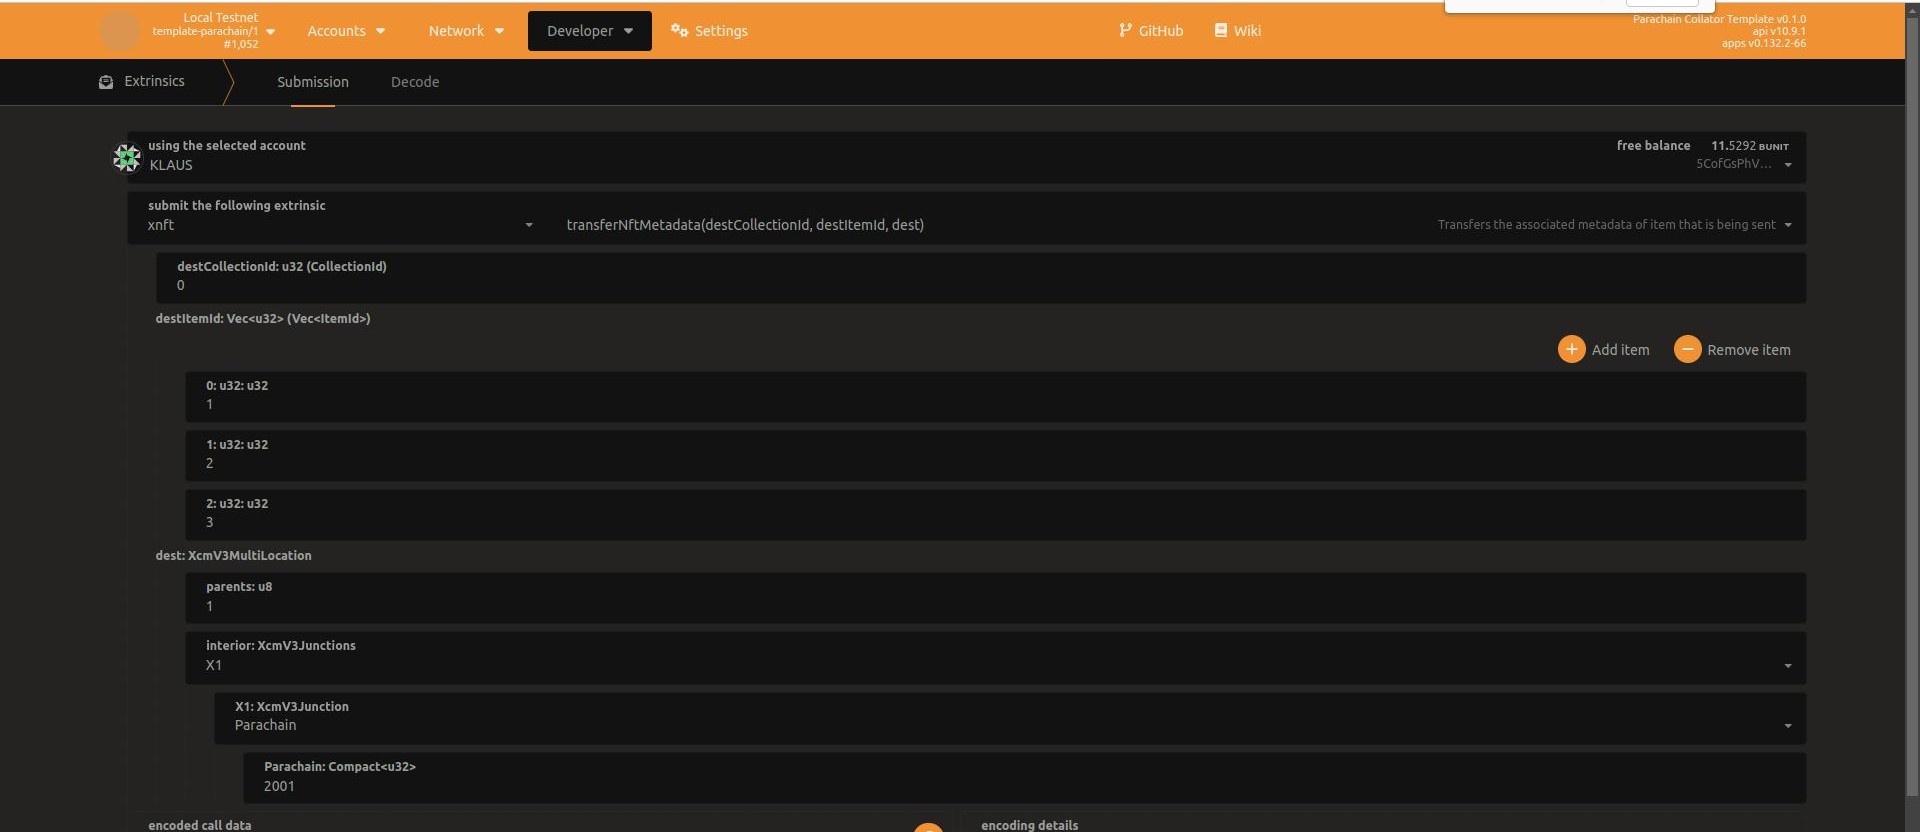 Local Testnet
template-parachain/1
#1,052
Accounts
Network
Developer
Settings
GitHub
Wiki
Parachain Collator Template v0.1.0
api v10.9.1
apps v0.132.2-66
Extrinsics
Submission
Decode
using the selected account
KLAUS
free balance 11.5292 BUNIT
5CofGsPhV...
submit the following extrinsic
xnft
transferNftMetadata(destCollectionId, destItemId, dest)
Transfers the associated metadata of item that is being sent
destCollectionId: u32 (CollectionId)
0
destItemId: Vec<u32> (Vec<ItemId>)
Add item
Remove item
0: u32: u32
1
1: u32: u32
2
2: u32: u32
3
dest: XcmV3MultiLocation
parents: u8
1
interior: XcmV3Junctions
X1
X1: XcmV3Junction
Parachain
Parachain: Compact<u32>
2001
encoded call data
encoding details